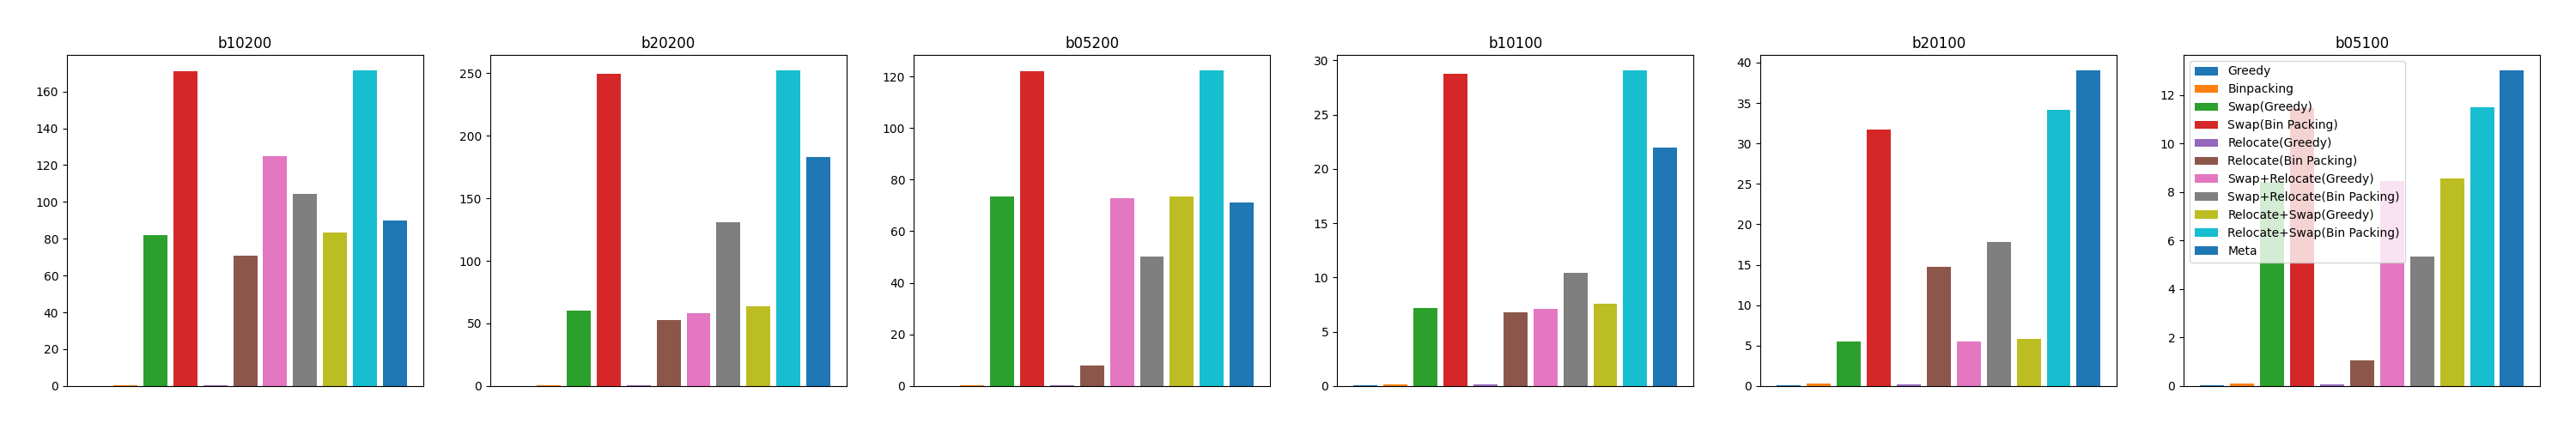 b10200
160
140
120
100
80
60
40
20
0
b20200
250
200
150
100
50
0
b05200
120
100
80
60
40
20
0
b10100
30
25
20
15
10
5
0
b20100
40
35
30
25
20
15
10
5
0
b05100
12
10
8
6
4
2
0
Greedy
Binpacking
Swap(Greedy)
Swap(Bin Packing)
Relocate(Greedy)
Relocate(Bin Packing)
Swap+Relocate(Greedy)
Swap+Relocate(Bin Packing)
Relocate+Swap(Greedy)
Relocate+Swap(Bin Packing)
Meta